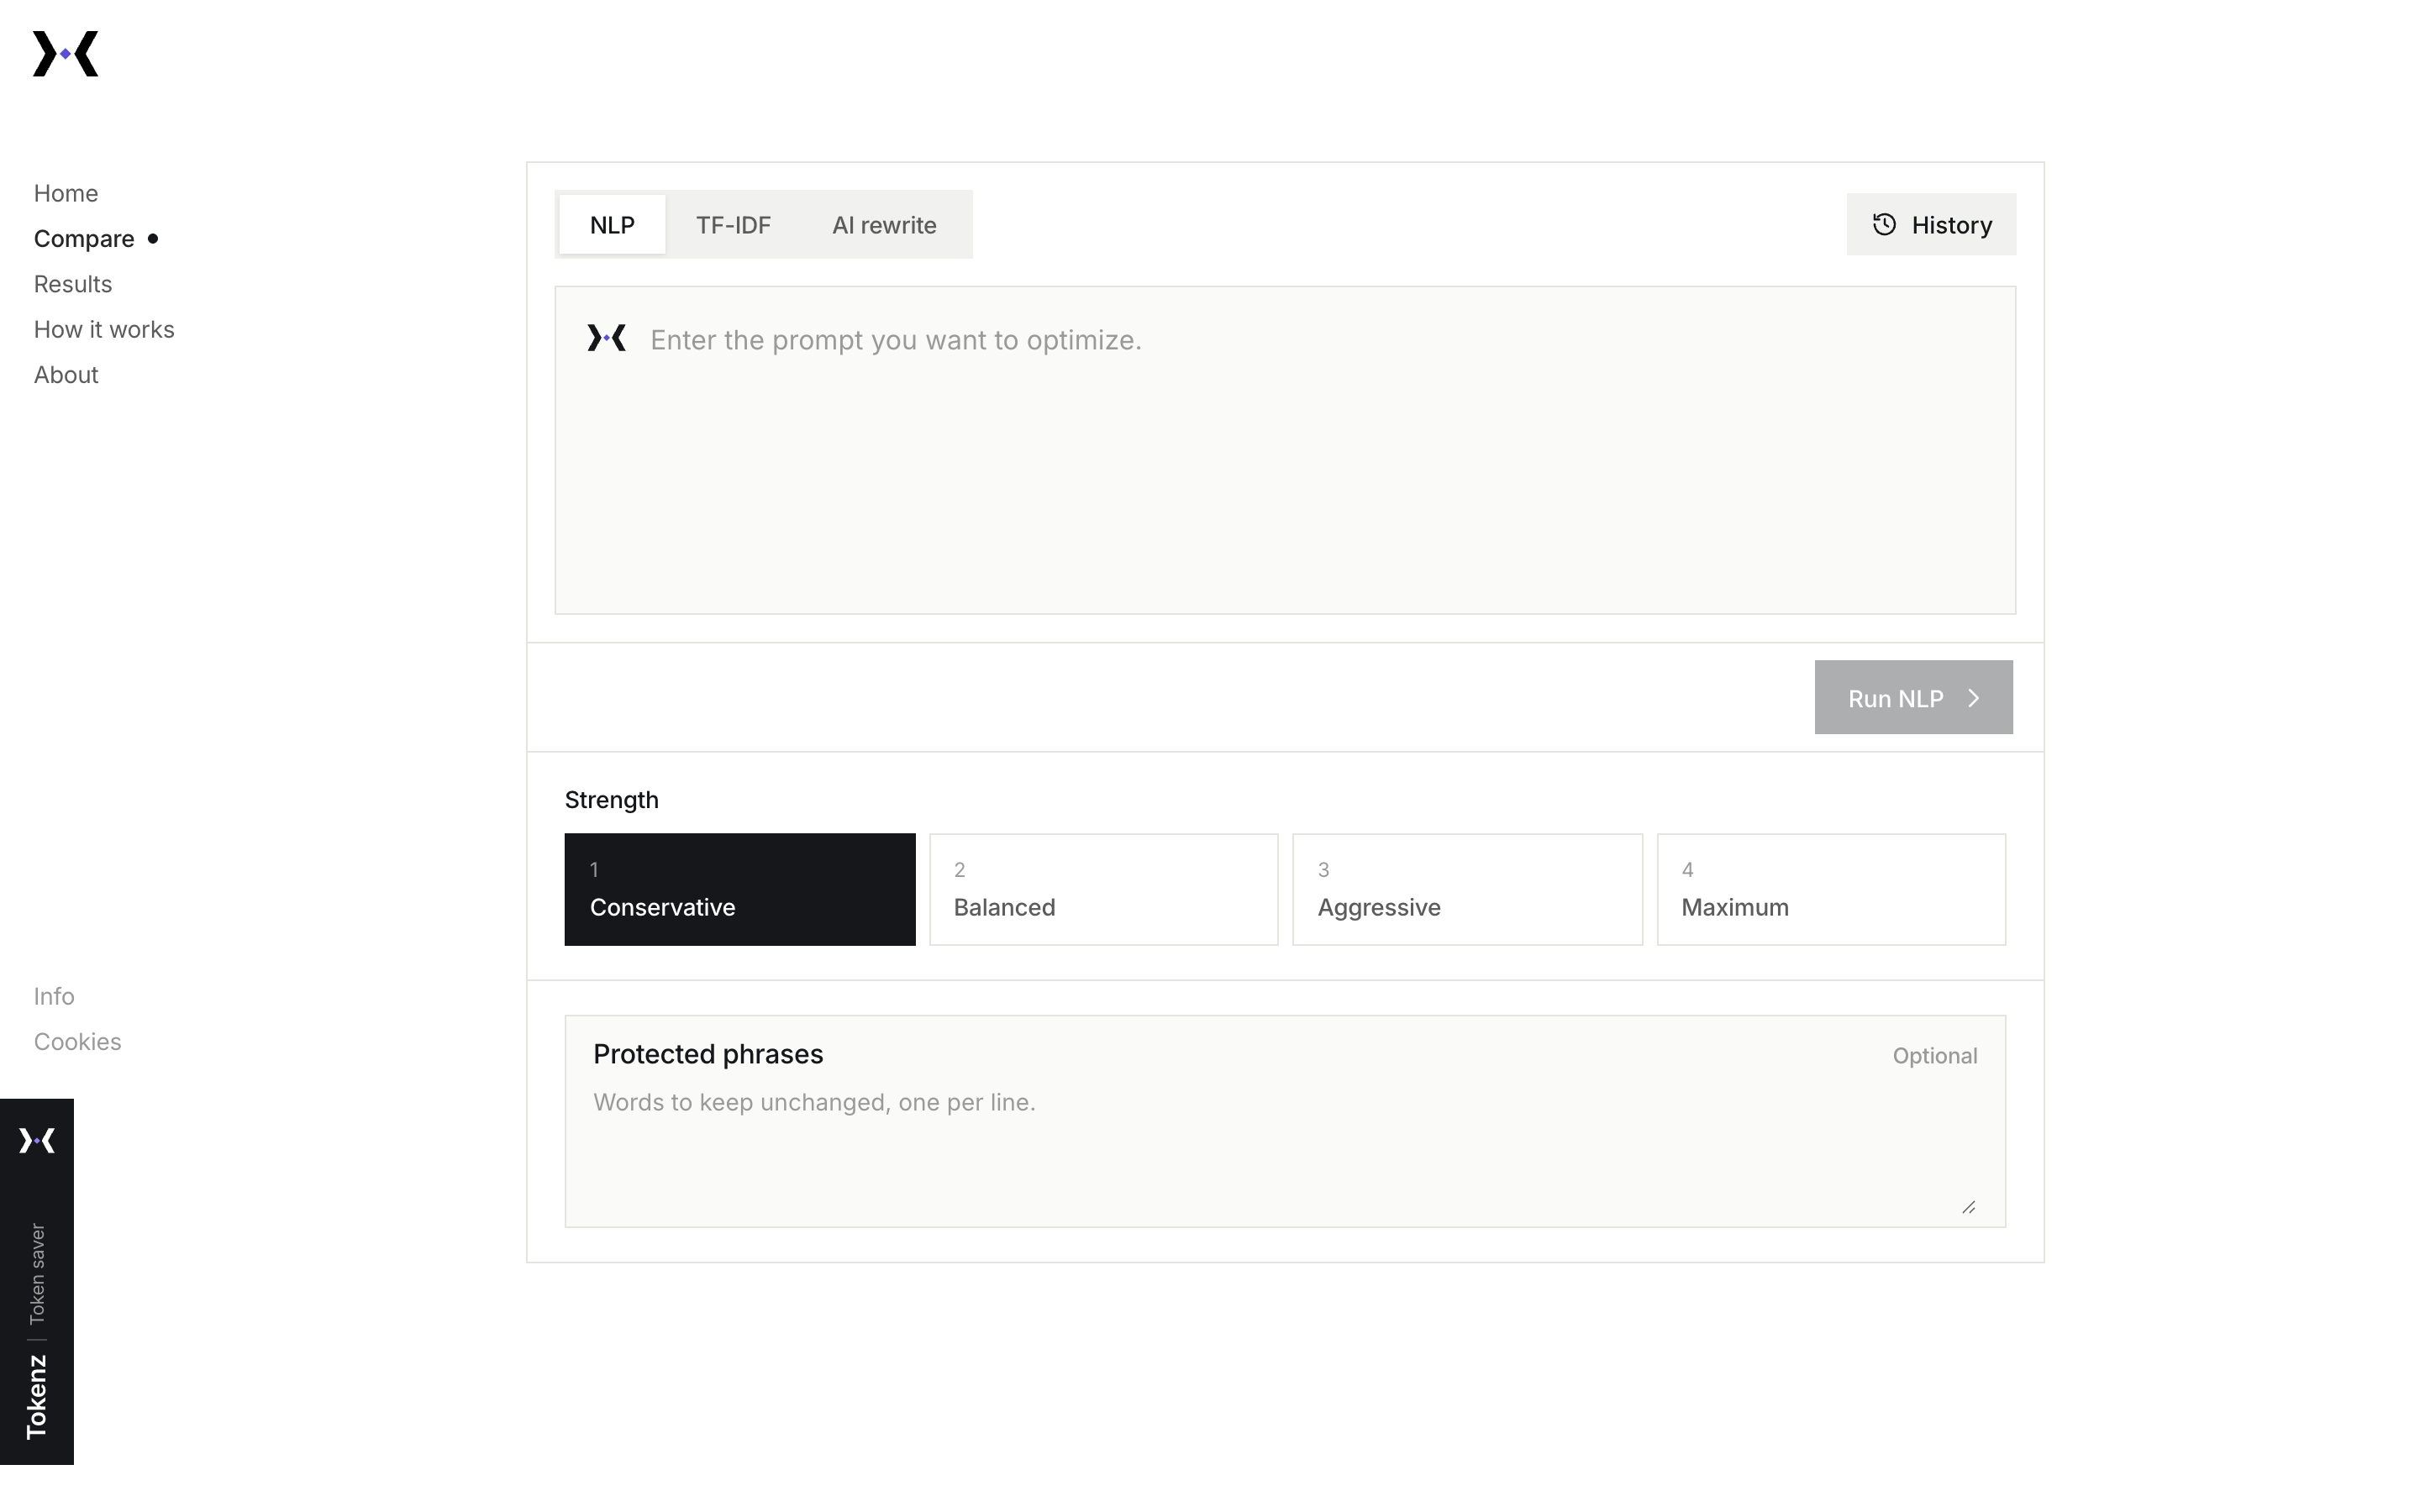 Home
Compare
Results
How it works
About
NLP
TF-IDF
AI rewrite
History
Enter the prompt you want to optimize.
Run NLP
Strength
1
Conservative
2
Balanced
3
Aggressive
4
Maximum
Protected phrases
Optional
Words to keep unchanged, one per line.
Info
Cookies
Tokenz | Token saver